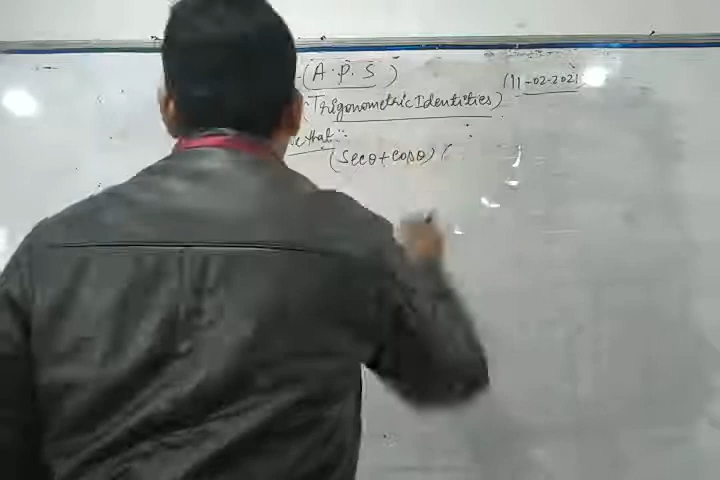 (A.P.S)
(11-02-2021
(Trigonometric Identities)
that:
(Secθ+cosθ) (